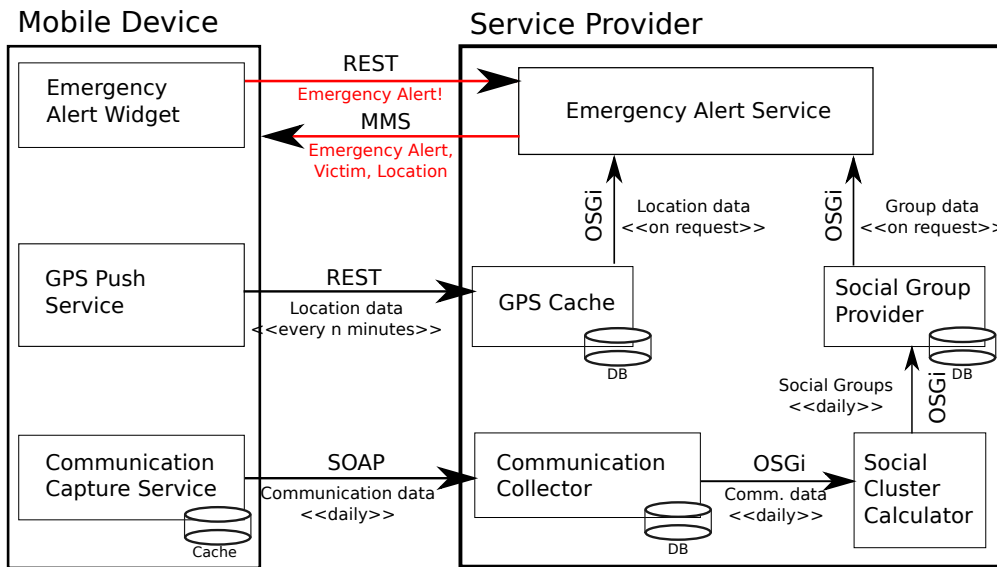 Mobile Device
Service Provider
Emergency
Alert Widget
REST
Emergency Alert!
MMS
Emergency Alert,
Victim, Location
Emergency Alert Service
OSGi
Location data
<<on request>>
OSGi
Group data
<<on request>>
GPS Push
Service
REST
Location data
<<every n minutes>>
GPS Cache
DB
Social Group
Provider
DB
Social Groups
<<daily>>
OSGi
Communication
Capture Service
Cache
SOAP
Communication data
<<daily>>
Communication
Collector
DB
OSGi
Comm. data
<<daily>>
Social
Cluster
Calculator